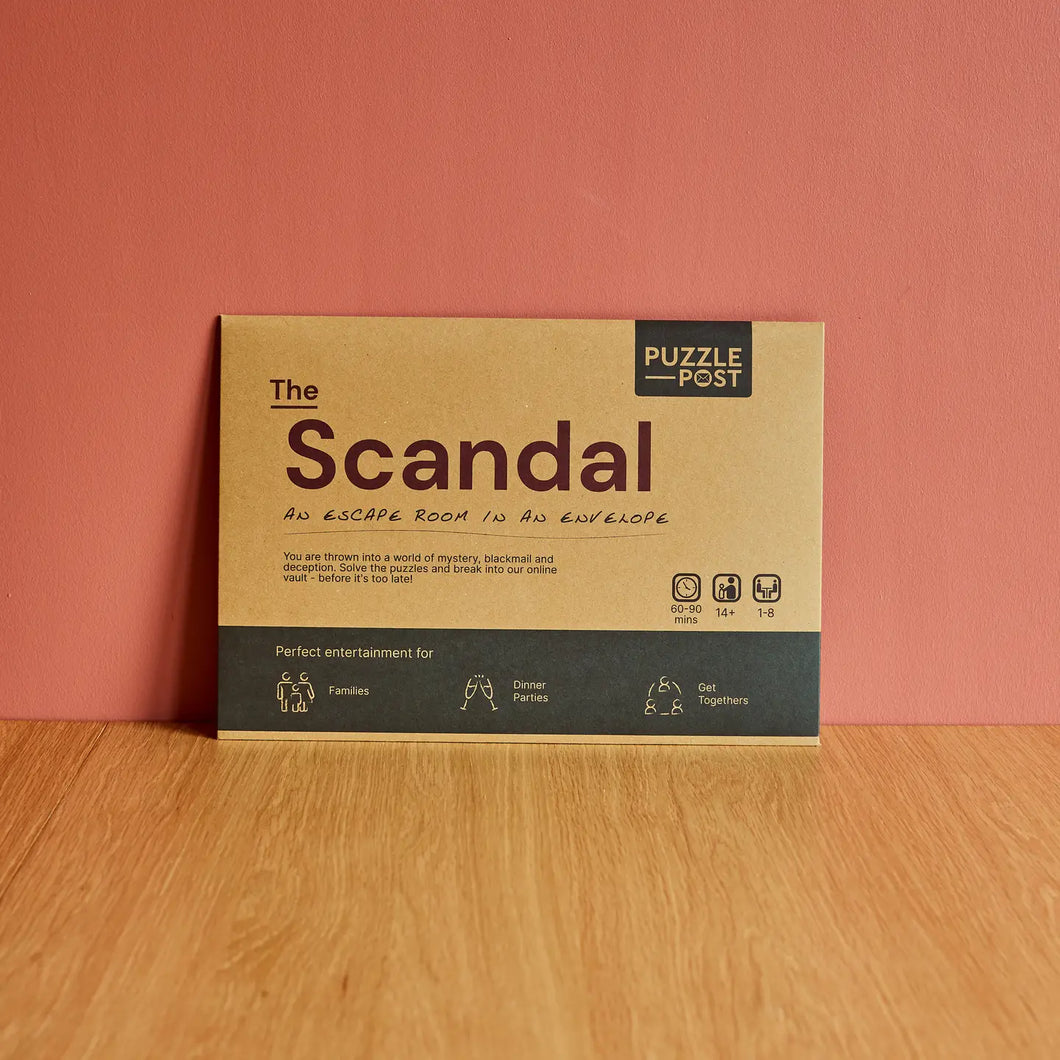 PUZZLE
POST
The
Scandal
AN ESCAPE ROOM IN AN ENVELOPE
You are thrown into a world of mystery, blackmail and
deception. Solve the puzzles and break into our online
vault - before it's too late!
60-90
mins
14+
1-8
Perfect entertainment for
Families
Dinner
Parties
Get
Togethers